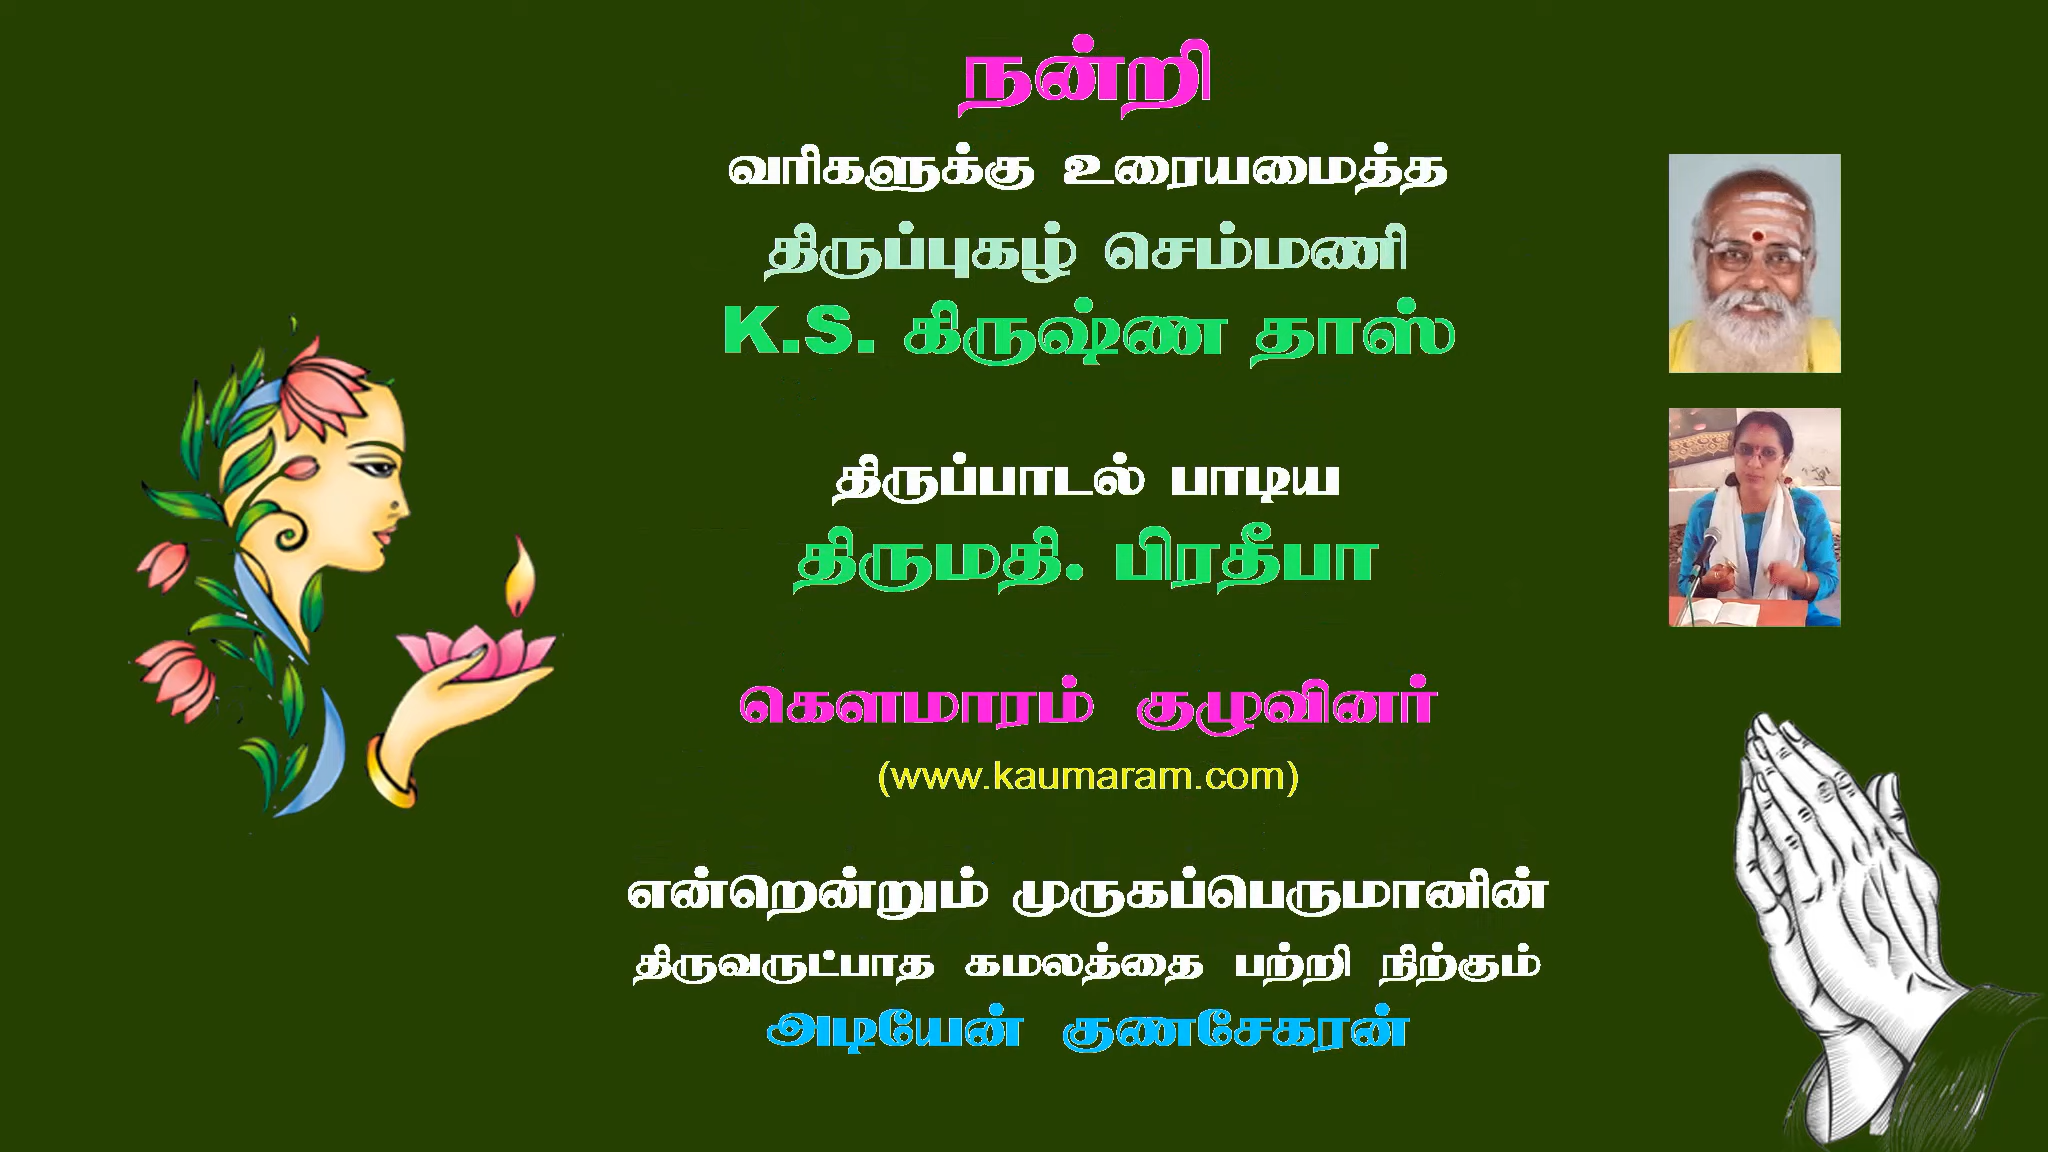 நன்றி
வரிகளுக்கு உரையமைத்த
திருப்புகழ் செம்மணி
K.S. கிருஷ்ண தாஸ்
திருப்பாடல் பாடிய
திருமதி. பிரதீபா
கௌமாரம் குழுவினர்
(www.kaumaram.com)
என்றென்றும் முருகப்பெருமானின்
திருவருட்பாத கமலத்தை பற்றி நிற்கும்
அடியேன் குணசேகரன்